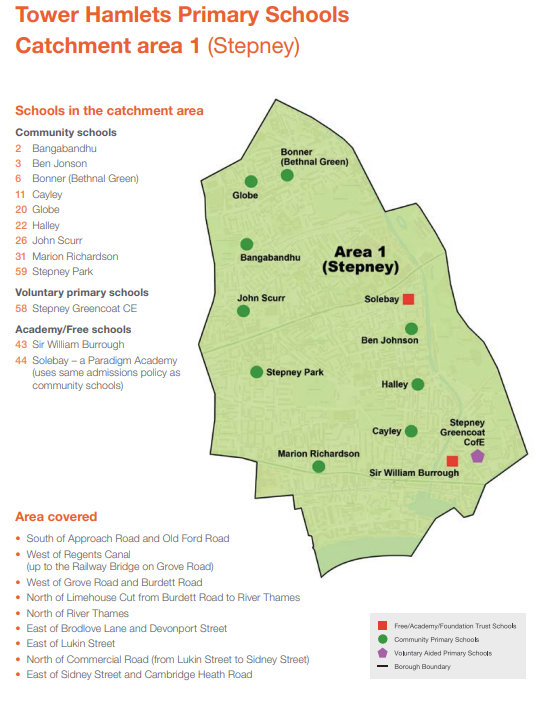 Tower Hamlets Primary Schools
Catchment area 1 (Stepney)
Schools in the catchment area
Community schools
2 Bangabandhu
3 Ben Jonson
6 Bonner (Bethnal Green)
11 Cayley
20 Globe
22 Halley
26 John Scurr
31 Marion Richardson
59 Stepney Park
Voluntary primary schools
58 Stepney Greencoat CE
Academy/Free schools
43 Sir William Burrough
44 Solebay – a Paradigm Academy
(uses same admissions policy as
community schools)
Bonner
(Bethnal Green)
Globe
Bangabandhu
Area 1
(Stepney)
John Scurr
Solebay
Ben Johnson
Stepney Park
Halley
Cayley
Stepney
Greencoat
CofE
Marion Richardson
Sir William Burrough
Area covered
• South of Approach Road and Old Ford Road
• West of Regents Canal
(up to the Railway Bridge on Grove Road)
• West of Grove Road and Burdett Road
• North of Limehouse Cut from Burdett Road to River Thames
• North of River Thames
• East of Brodlove Lane and Devonport Street
• East of Lukin Street
• North of Commercial Road (from Lukin Street to Sidney Street)
• East of Sidney Street and Cambridge Heath Road
Free/Academy/Foundation Trust Schools
Community Primary Schools
Voluntary Aided Primary Schools
Borough Boundary